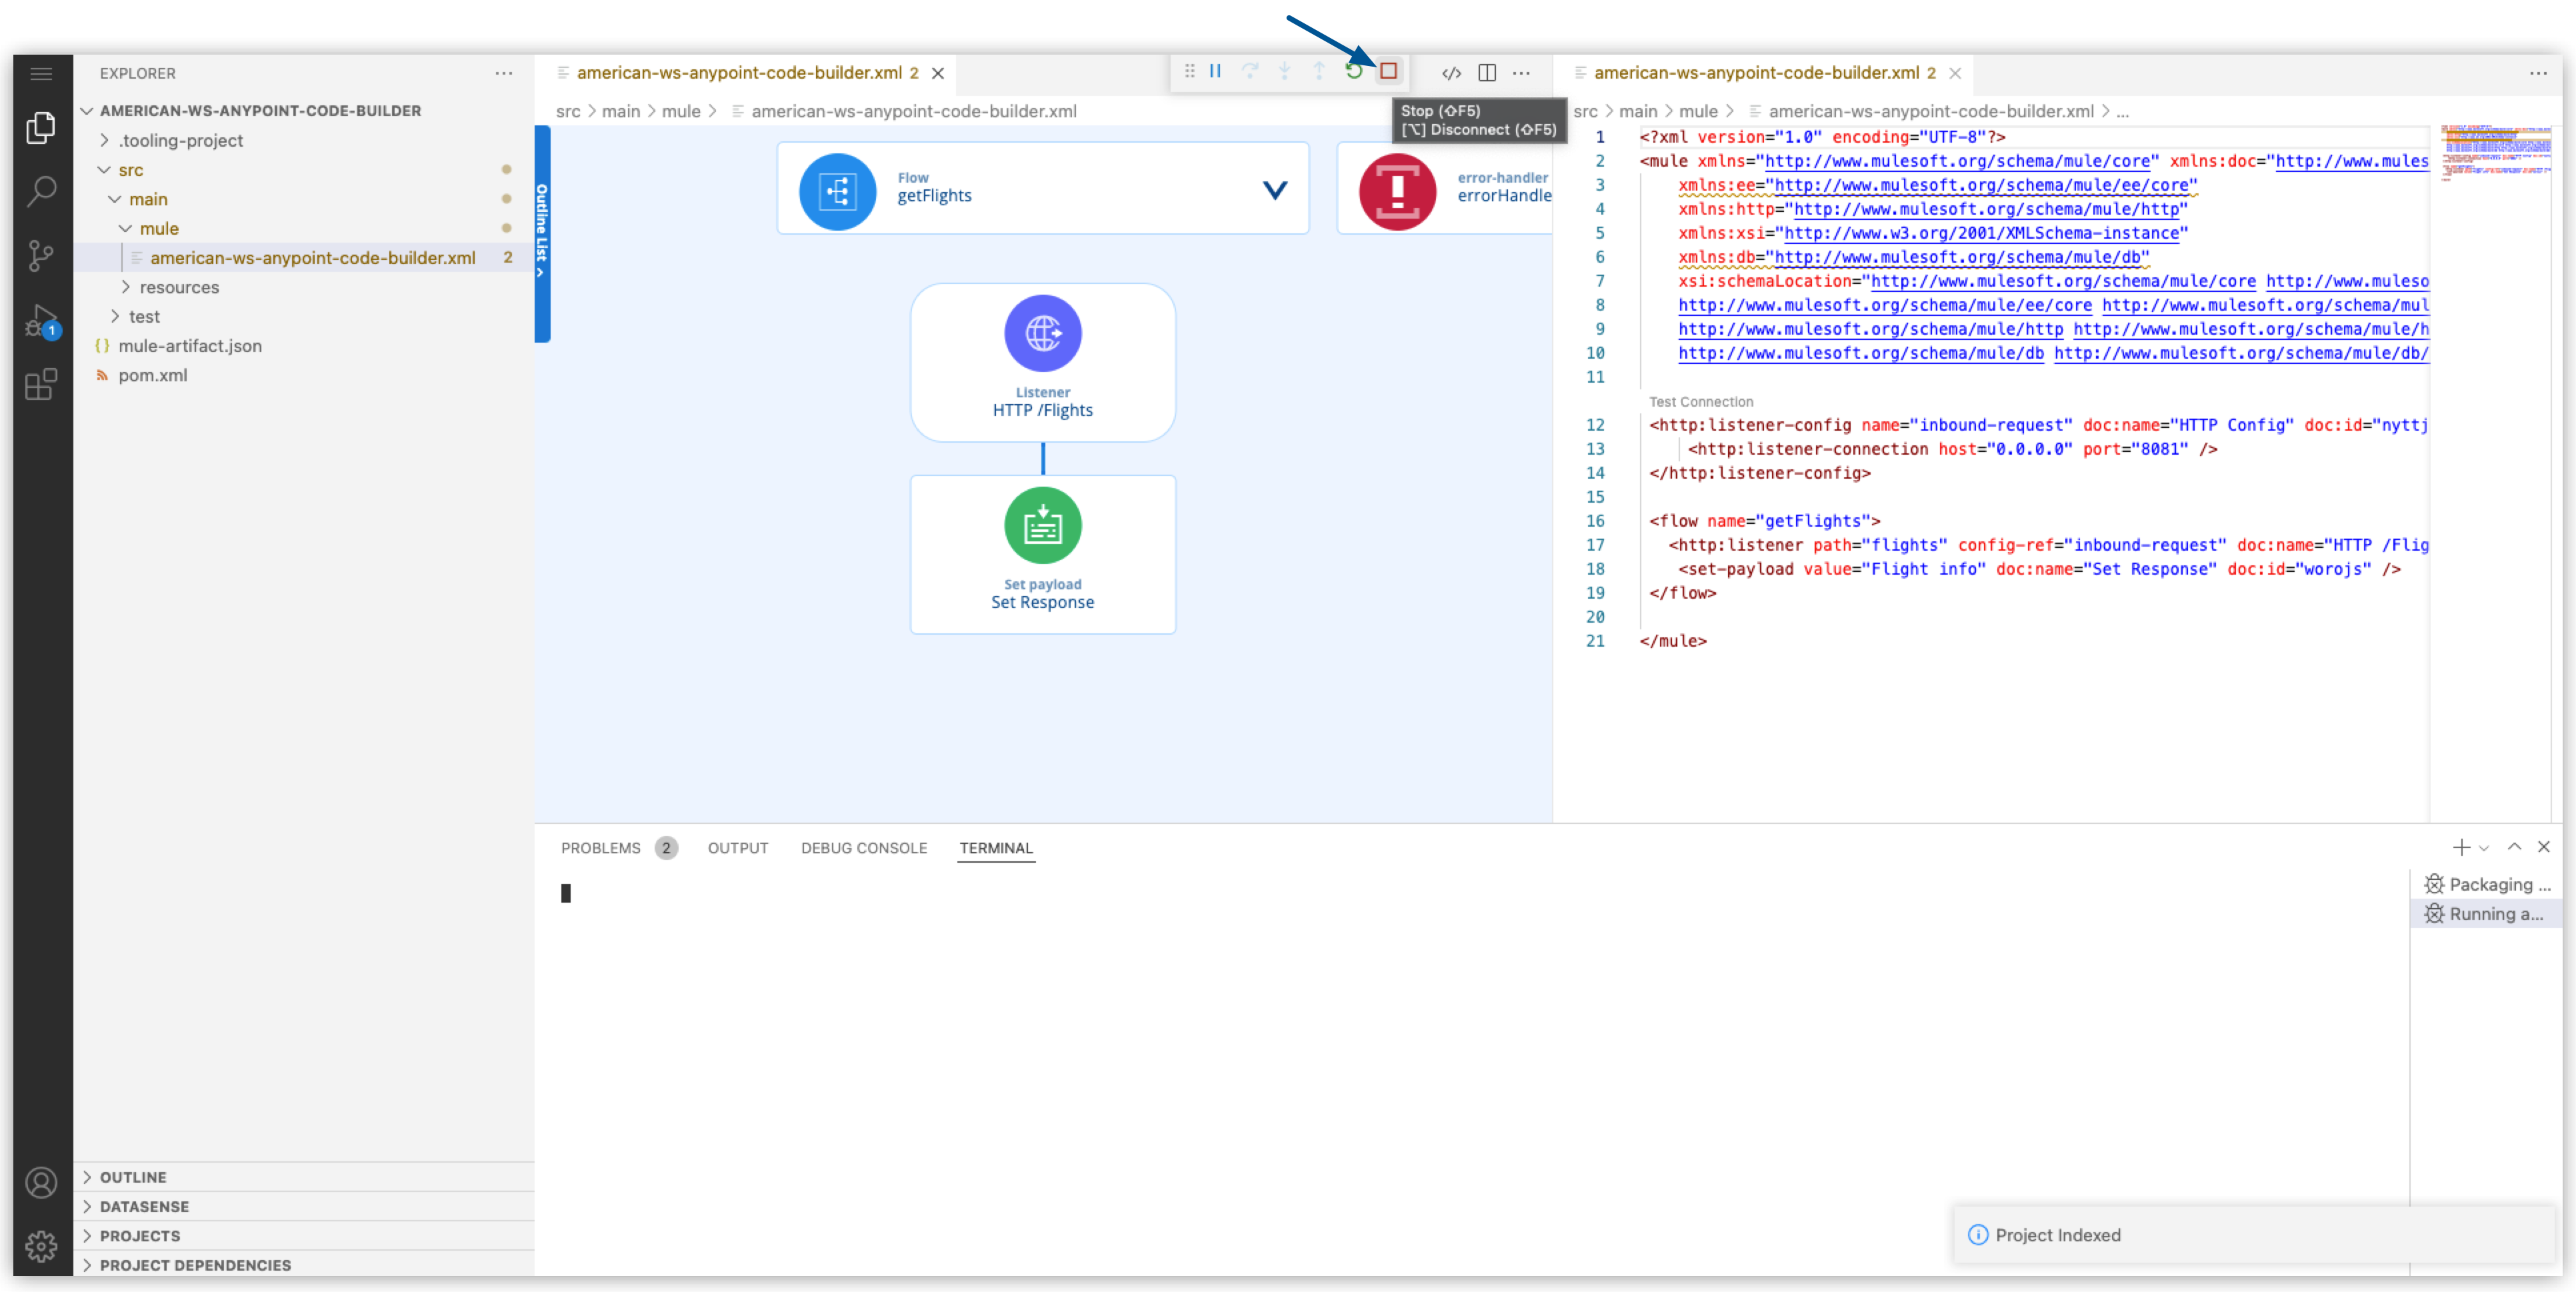 EXPLORER
AMERICAN-WS-ANYPOINT-CODE-BUILDER
.tooling-project
src
main
mule
american-ws-anypoint-code-builder.xml 2
resources
test
{} mule-artifact.json
pom.xml
1
OUTLINE
DATASENSE
PROJECTS
PROJECT DEPENDENCIES
american-ws-anypoint-code-builder.xml 2
src > main > mule > american-ws-anypoint-code-builder.xml
Stop (⇧F5)
[⌥] Disconnect (⇧F5)
Outline List >
Flow
getFlights
error-handler
errorHandle
Listener
HTTP /Flights
Set payload
Set Response
american-ws-anypoint-code-builder.xml 2
src > main > mule > american-ws-anypoint-code-builder.xml > ...
1 <?xml version="1.0" encoding="UTF-8"?>
2 <mule xmlns="http://www.mulesoft.org/schema/mule/core" xmlns:doc="http://www.mules
3 xmlns:ee="http://www.mulesoft.org/schema/mule/ee/core"
4 xmlns:http="http://www.mulesoft.org/schema/mule/http"
5 xmlns:xsi="http://www.w3.org/2001/XMLSchema-instance"
6 xmlns:db="http://www.mulesoft.org/schema/mule/db"
7 xsi:schemaLocation="http://www.mulesoft.org/schema/mule/core http://www.muleso
8 http://www.mulesoft.org/schema/mule/ee/core http://www.mulesoft.org/schema/mul
9 http://www.mulesoft.org/schema/mule/http http://www.mulesoft.org/schema/mule/h
10 http://www.mulesoft.org/schema/mule/db http://www.mulesoft.org/schema/mule/db/
11
Test Connection
12 <http:listener-config name="inbound-request" doc:name="HTTP Config" doc:id="nyttj
13 <http:listener-connection host="0.0.0.0" port="8081" />
14 </http:listener-config>
15
16 <flow name="getFlights">
17 <http:listener path="flights" config-ref="inbound-request" doc:name="HTTP /Flig
18 <set-payload value="Flight info" doc:name="Set Response" doc:id="worojs" />
19 </flow>
20
21 </mule>
PROBLEMS 2 OUTPUT DEBUG CONSOLE TERMINAL
Packaging ...
Running a...
Project Indexed